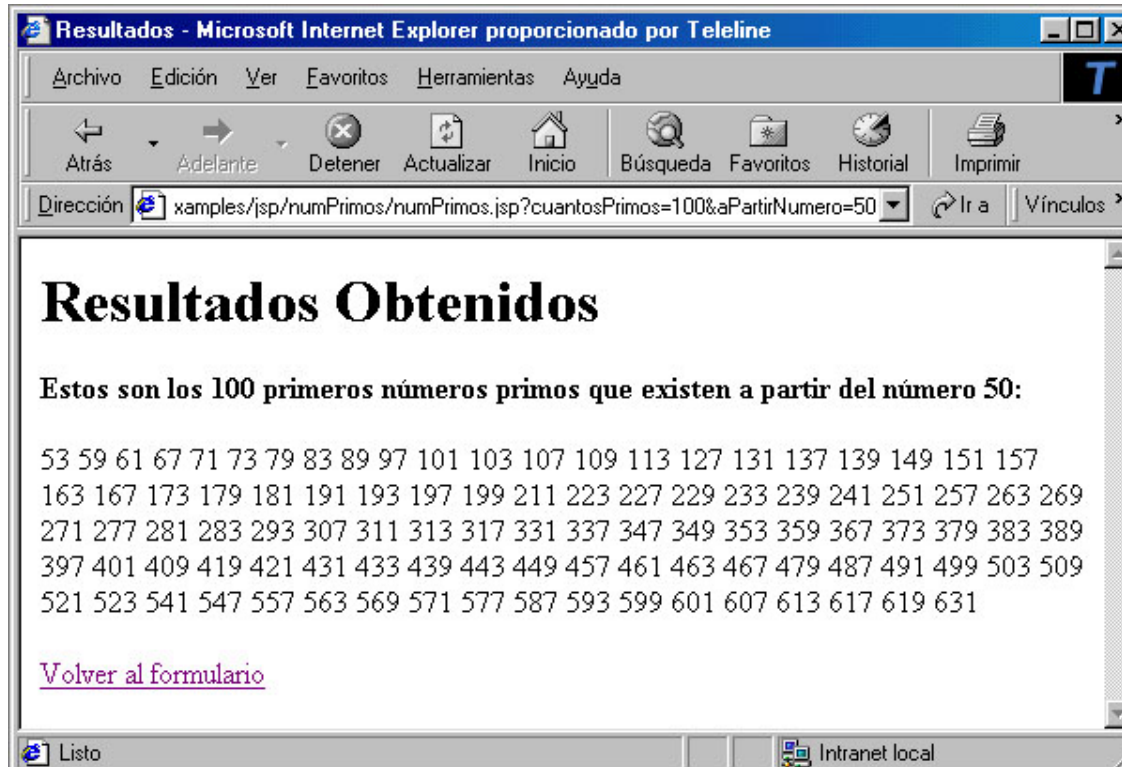 Resultados - Microsoft Internet Explorer proporcionado por Teleline
Archivo Edición Ver Favoritos Herramientas Ayuda
T
Atrás Adelante Detener Actualizar Inicio Búsqueda Favoritos Historial Imprimir
Dirección xamples/jsp/numPrimos/numPrimos.jsp?cuantosPrimos=100&aPartirNumero=50 Ir a Vínculos
Resultados Obtenidos
Estos son los 100 primeros números primos que existen a partir del número 50:
53 59 61 67 71 73 79 83 89 97 101 103 107 109 113 127 131 137 139 149 151 157
163 167 173 179 181 191 193 197 199 211 223 227 229 233 239 241 251 257 263 269
271 277 281 283 293 307 311 313 317 331 337 347 349 353 359 367 373 379 383 389
397 401 409 419 421 431 433 439 443 449 457 461 463 467 479 487 491 499 503 509
521 523 541 547 557 563 569 571 577 587 593 599 601 607 613 617 619 631
Volver al formulario
Listo Intranet local